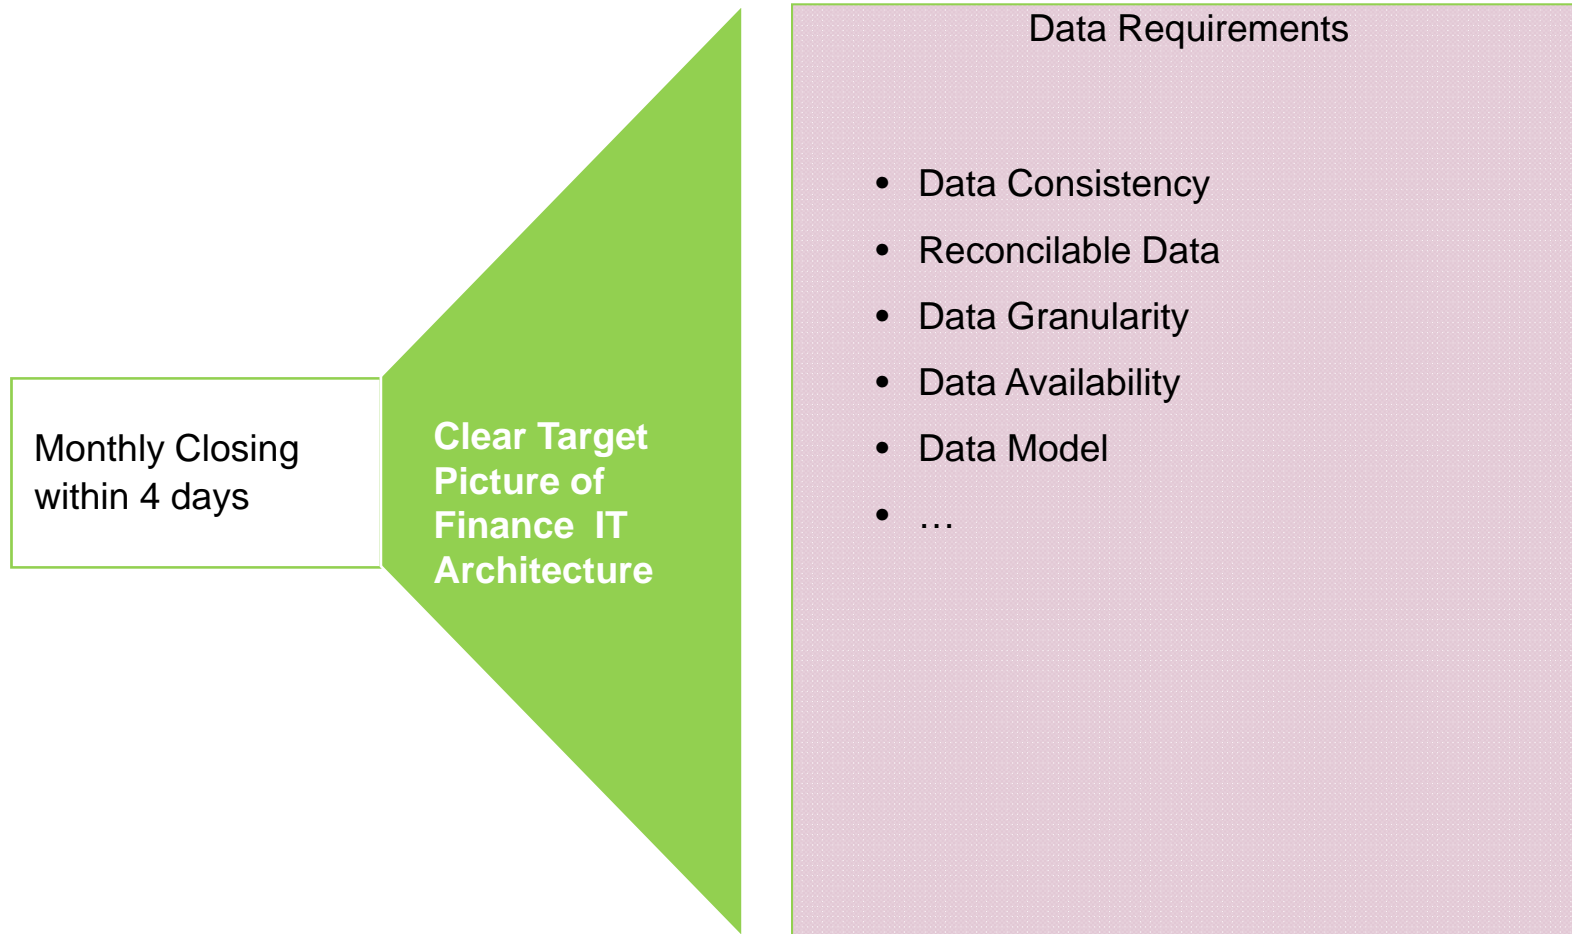 Data Requirements
• Data Consistency
• Reconcilable Data
• Data Granularity
• Data Availability
• Data Model
• …
Monthly Closing
within 4 days
Clear Target
Picture of
Finance  IT
Architecture